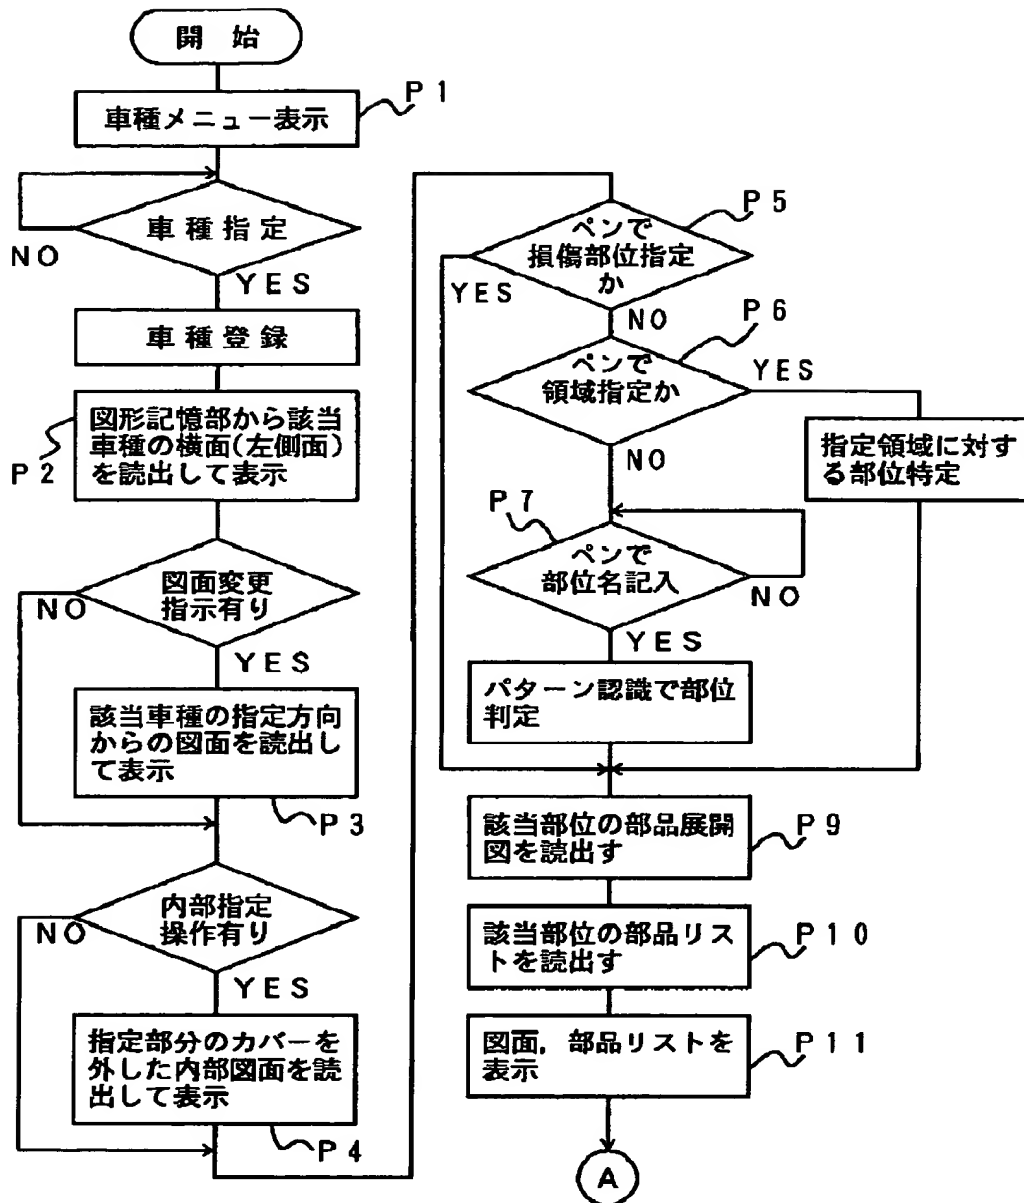 開始
車種メニュー表示
P1
車種指定
NO
YES
車種登録
図形記憶部から該当
車種の横面(左側面)
を読出して表示
P2
図面変更
指示有り
NO
YES
該当車種の指定方向
からの図面を読出し
て表示
P3
内部指定
操作有り
NO
YES
指定部分のカバーを
外した内部図面を読
出して表示
P4
ペンで
損傷部位指定
か
P5
YES
NO
ペンで
領域指定か
P6
YES
NO
指定領域に対す
る部位特定
P7
ペンで
部位名記入
NO
YES
パターン認識で部位
判定
該当部位の部品展開
図を読出す
P9
該当部位の部品リス
トを読出す
P10
図面,部品リストを
表示
P11
A